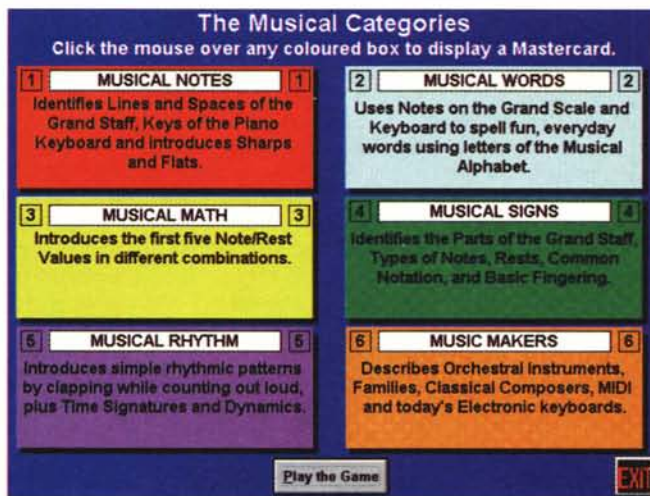 The Musical Categories
Click the mouse over any coloured box to display a Mastercard.
1 MUSICAL NOTES 1
Identifies Lines and Spaces of the
Grand Staff, Keys of the Piano
Keyboard and introduces Sharps
and Flats.
2 MUSICAL WORDS 2
Uses Notes on the Grand Scale and
Keyboard to spell fun, everyday
words using letters of the Musical
Alphabet.
3 MUSICAL MATH 3
Introduces the first five Note/Rest
Values in different combinations.
4 MUSICAL SIGNS 4
Identifies the Parts of the Grand Staff,
Types of Notes, Rests, Common
Notation, and Basic Fingering.
5 MUSICAL RHYTHM 5
Introduces simple rhythmic patterns
by clapping while counting out loud,
plus Time Signatures and Dynamics.
6 MUSIC MAKERS 6
Describes Orchestral Instruments,
Families, Classical Composers, MIDI
and today's Electronic keyboards.
Play the Game
EXIT